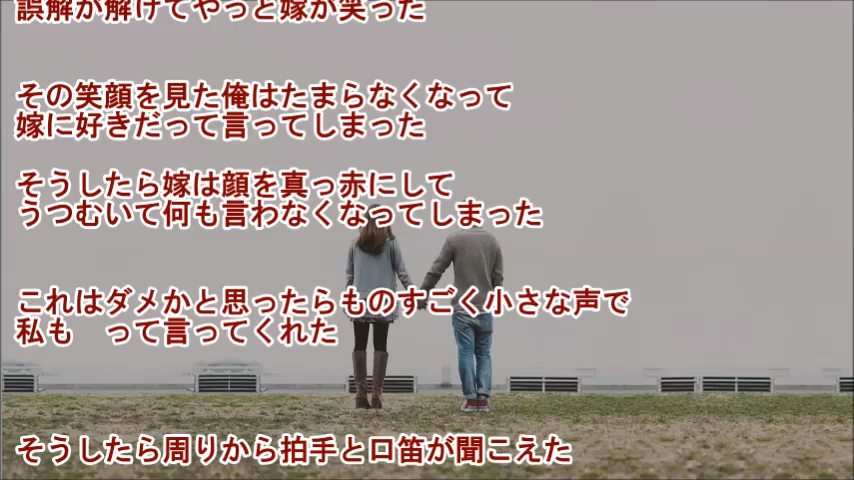 誤解が解けてやっと嫁が笑った
その笑顔を見た俺はたまらなくなって
嫁に好きだって言ってしまった
そうしたら嫁は顔を真っ赤にして
うつむいて何も言わなくなってしまった
これはダメかと思ったらものすごく小さな声で
私も　って言ってくれた
そうしたら周りから拍手と口笛が聞こえた